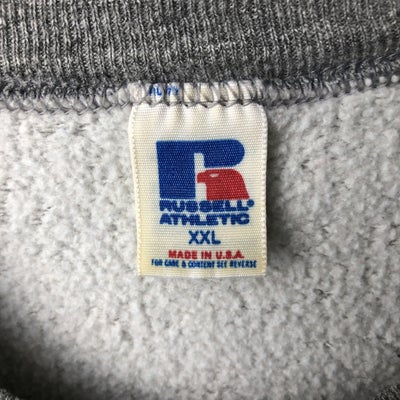 R
RUSSELL®
ATHLETIC
XXL
MADE IN U.S.A.
FOR CARE & CONTENT SEE REVERSE